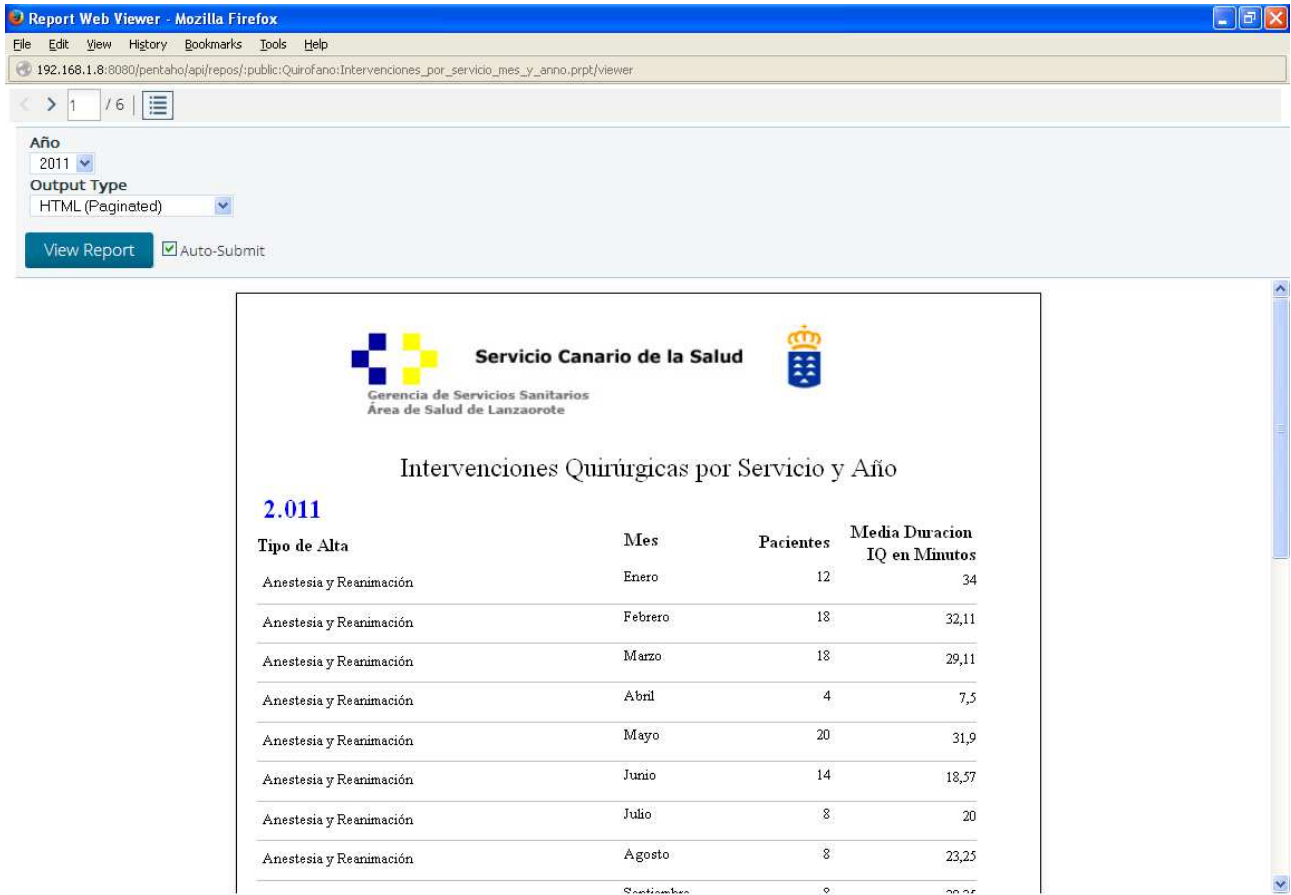 Report Web Viewer - Mozilla Firefox
File Edit View History Bookmarks Tools Help
192.168.1.8:8080/pentaho/api/repos/:public:Quirofano:Intervenciones_por_servicio_mes_y_anno.prpt/viewer
1 / 6
Año
2011
Output Type
HTML (Paginated)
View Report Auto-Submit
Servicio Canario de la Salud
Gerencia de Servicios Sanitarios
Área de Salud de Lanzaorote
Intervenciones Quirúrgicas por Servicio y Año
2.011
Tipo de Alta Mes Pacientes Media Duracion
IQ en Minutos
Anestesia y Reanimación Enero 12 34
Anestesia y Reanimación Febrero 18 32,11
Anestesia y Reanimación Marzo 18 29,11
Anestesia y Reanimación Abril 4 7,5
Anestesia y Reanimación Mayo 20 31,9
Anestesia y Reanimación Junio 14 18,57
Anestesia y Reanimación Julio 8 20
Anestesia y Reanimación Agosto 8 23,25
Septiembre